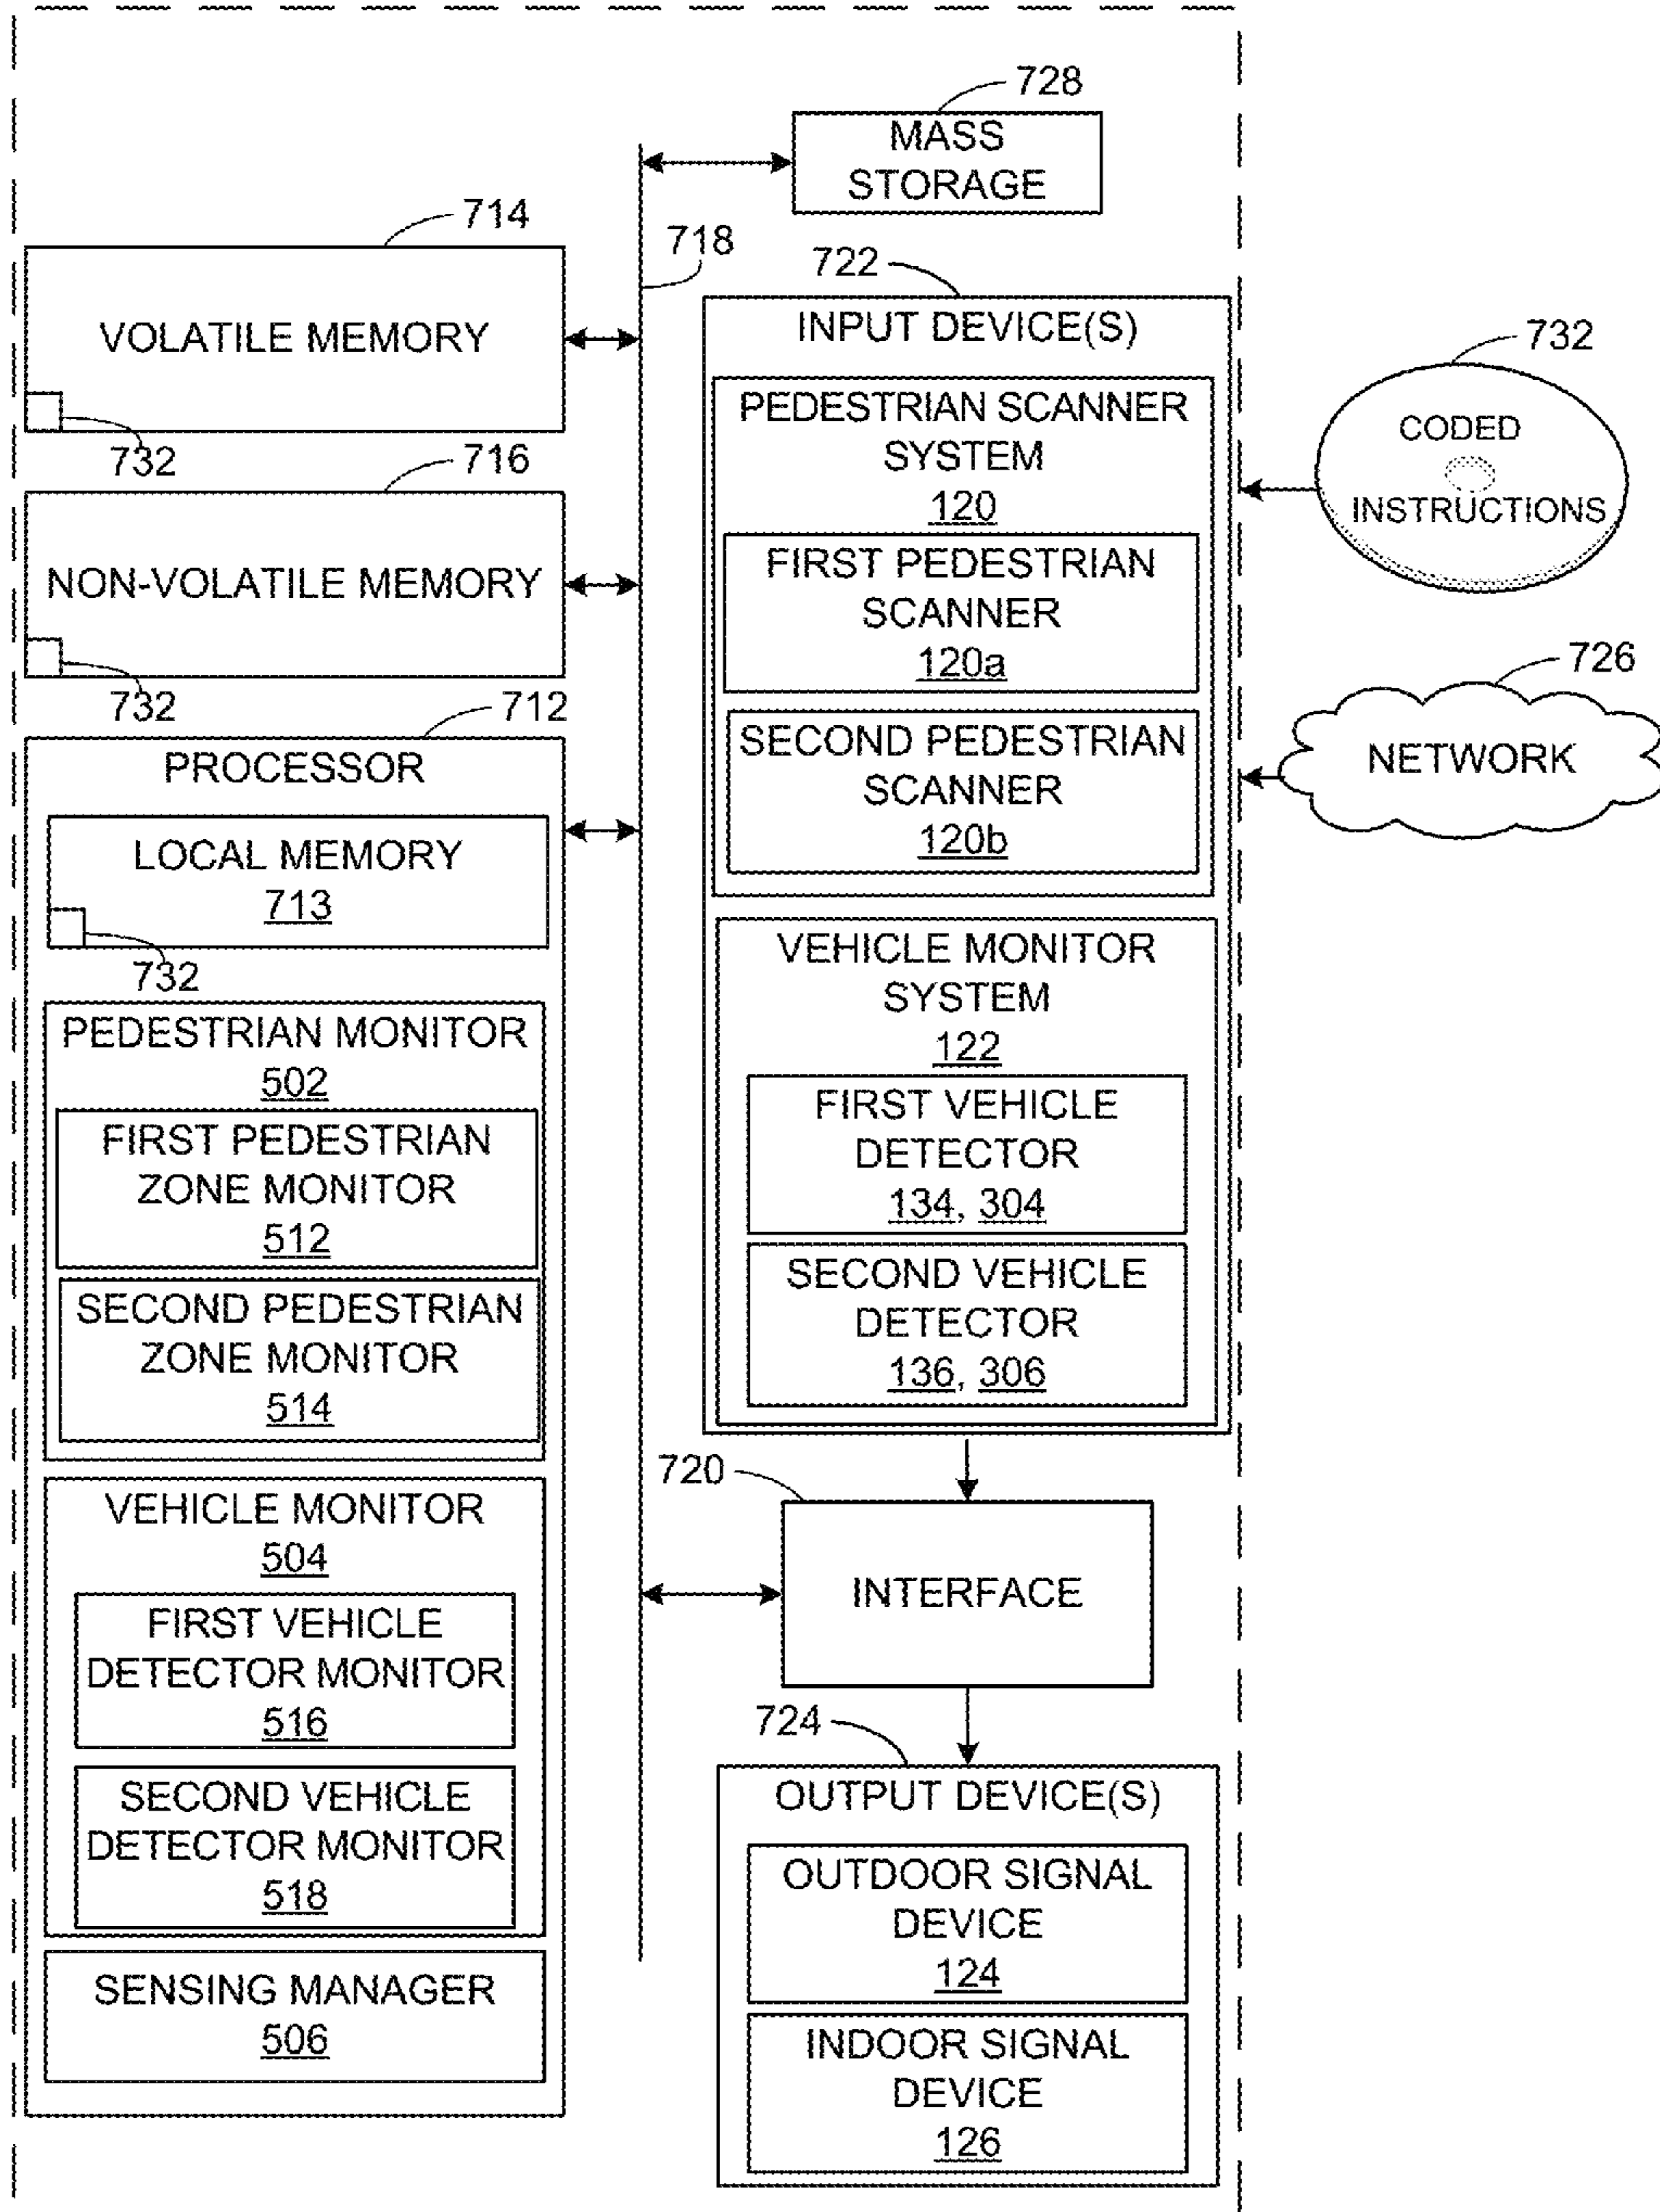 728
MASS
STORAGE
714
718
VOLATILE MEMORY
732
716
NON-VOLATILE MEMORY
732
712
PROCESSOR
LOCAL MEMORY
713
732
PEDESTRIAN MONITOR
502
FIRST PEDESTRIAN
ZONE MONITOR
512
SECOND PEDESTRIAN
ZONE MONITOR
514
VEHICLE MONITOR
504
FIRST VEHICLE
DETECTOR MONITOR
516
SECOND VEHICLE
DETECTOR MONITOR
518
SENSING MANAGER
506
722
INPUT DEVICE(S)
PEDESTRIAN SCANNER
SYSTEM
120
FIRST PEDESTRIAN
SCANNER
120a
SECOND PEDESTRIAN
SCANNER
120b
VEHICLE MONITOR
SYSTEM
122
FIRST VEHICLE
DETECTOR
134, 304
SECOND VEHICLE
DETECTOR
136, 306
720
INTERFACE
724
OUTPUT DEVICE(S)
OUTDOOR SIGNAL
DEVICE
124
INDOOR SIGNAL
DEVICE
126
732
CODED
INSTRUCTIONS
726
NETWORK